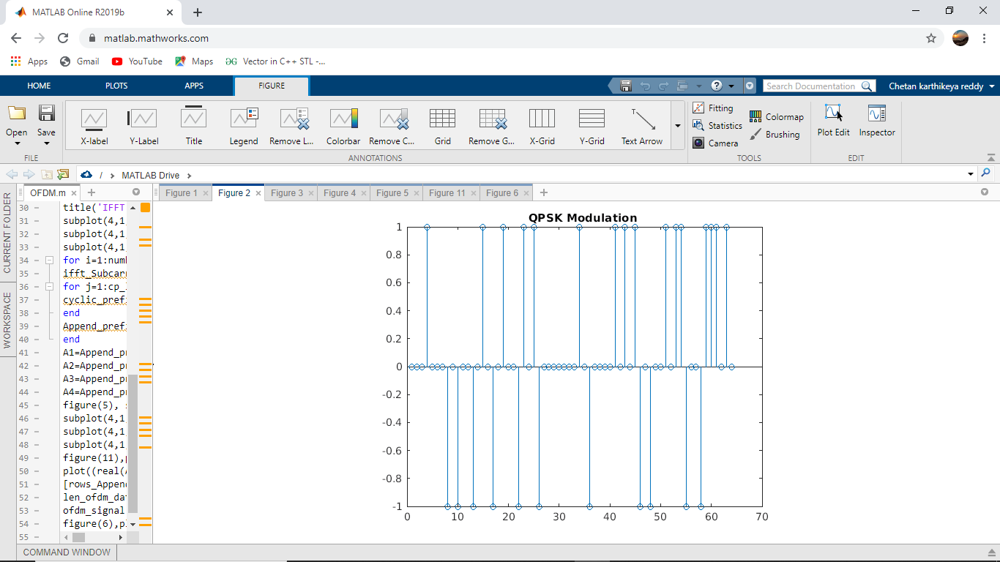 MATLAB Online R2019b
matlab.mathworks.com
Apps Gmail YouTube Maps Vector in C++ STL -...
HOME PLOTS APPS FIGURE Search Documentation Chetan karthikeya reddy
Open Save X-label Y-Label Title Legend Remove L... Colorbar Remove C... Grid Remove G... X-Grid Y-Grid Text Arrow Fitting Statistics Camera Colormap Brushing Plot Edit Inspector
FILE ANNOTATIONS TOOLS EDIT
/ MATLAB Drive
CURRENT FOLDER
WORKSPACE
OFDM.m Figure 1 Figure 2 Figure 3 Figure 4 Figure 5 Figure 11 Figure 6
30 title('IFFT
31 subplot(4,1
32 subplot(4,1
33 subplot(4,1
34 for i=1:numb
35 ifft_Subcarr
36 for j=1:cp_
37 cyclic_prefi
38 end
39 Append_prefi
40 end
41 A1=Append_pr
42 A2=Append_pr
43 A3=Append_pr
44 A4=Append_pr
45 figure(5), s
46 subplot(4,1
47 subplot(4,1
48 subplot(4,1
49 figure(11),p
50 plot((real(A
51 [rows_Append
52 len_ofdm_dat
53 ofdm_signal
54 figure(6),pl
55
QPSK Modulation
1
0.8
0.6
0.4
0.2
0
-0.2
-0.4
-0.6
-0.8
-1
0 10 20 30 40 50 60 70
COMMAND WINDOW